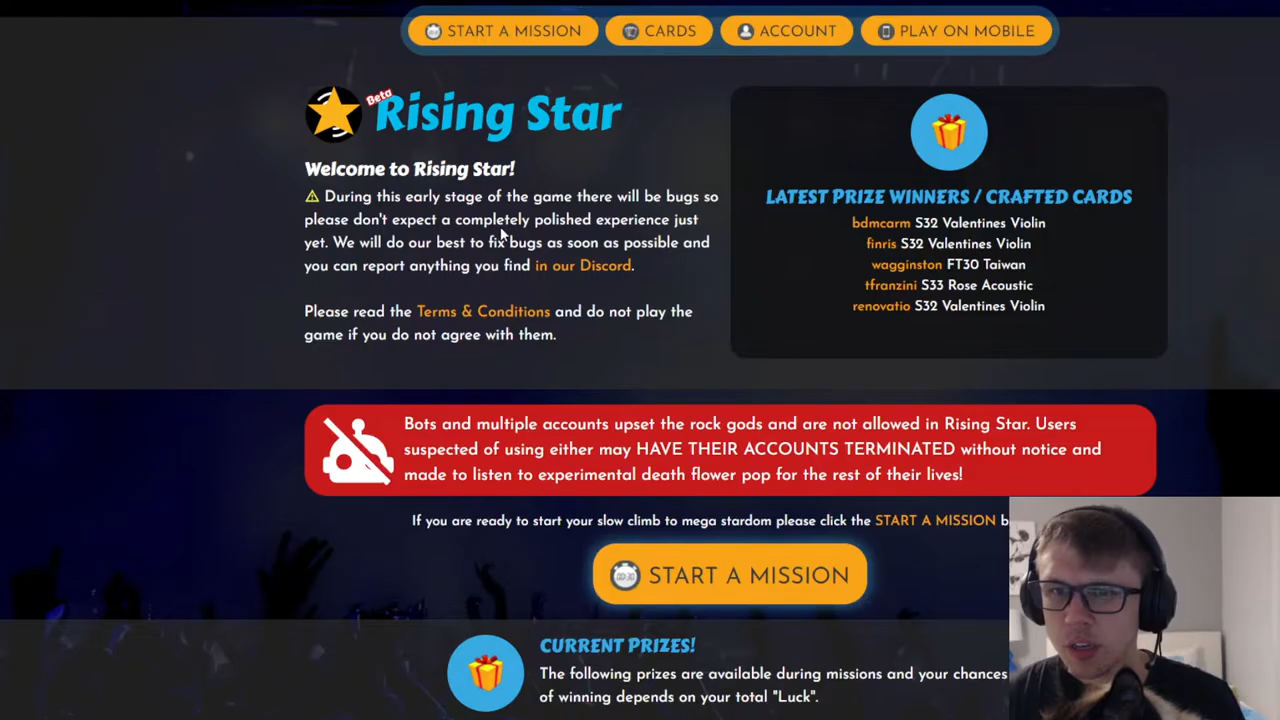 START A MISSION
CARDS
ACCOUNT
PLAY ON MOBILE
Beta
Rising Star
Welcome to Rising Star!
⚠ During this early stage of the game there will be bugs so
please don't expect a completely polished experience just
yet. We will do our best to fix bugs as soon as possible and
you can report anything you find in our Discord.
Please read the Terms & Conditions and do not play the
game if you do not agree with them.
LATEST PRIZE WINNERS / CRAFTED CARDS
bdmcarm S32 Valentines Violin
finris S32 Valentines Violin
wagginston FT30 Taiwan
tfranzini S33 Rose Acoustic
renovatio S32 Valentines Violin
Bots and multiple accounts upset the rock gods and are not allowed in Rising Star. Users
suspected of using either may HAVE THEIR ACCOUNTS TERMINATED without notice and
made to listen to experimental death flower pop for the rest of their lives!
If you are ready to start your slow climb to mega stardom please click the START A MISSION b
START A MISSION
CURRENT PRIZES!
The following prizes are available during missions and your chances
of winning depends on your total "Luck".